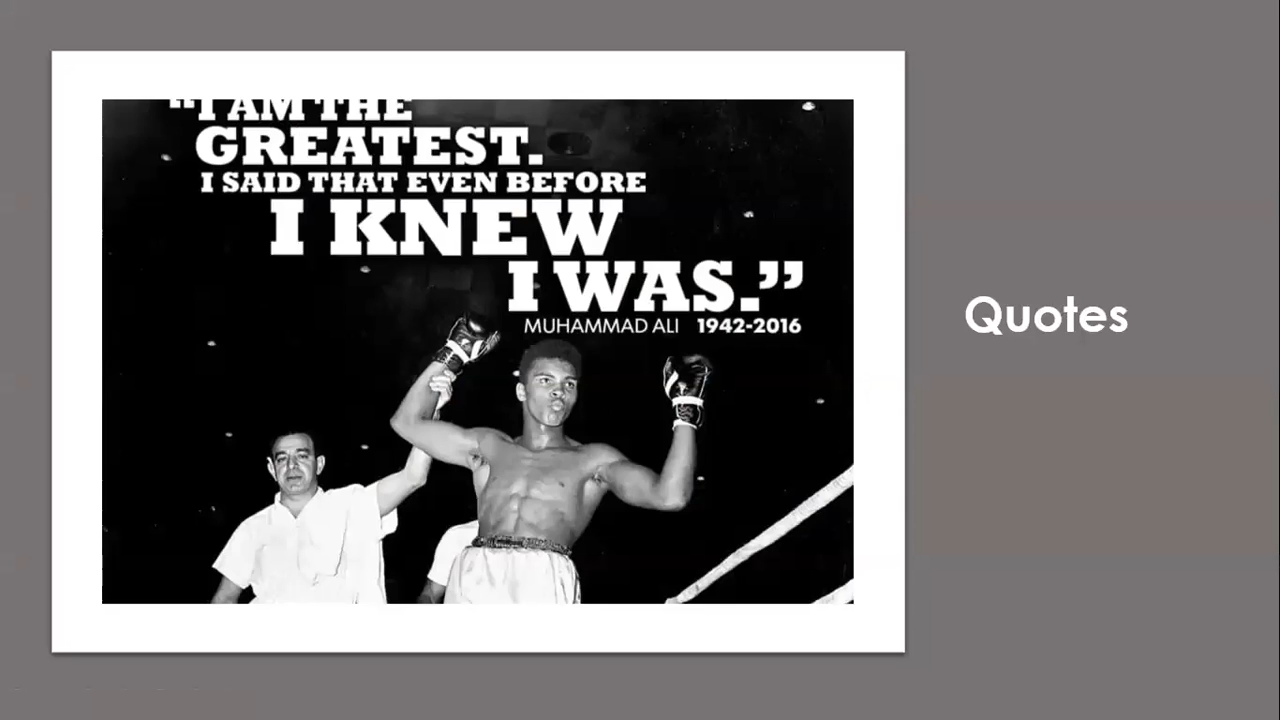 “I AM THE
GREATEST.
I SAID THAT EVEN BEFORE
I KNEW
I WAS.”
MUHAMMAD ALI 1942-2016
Quotes